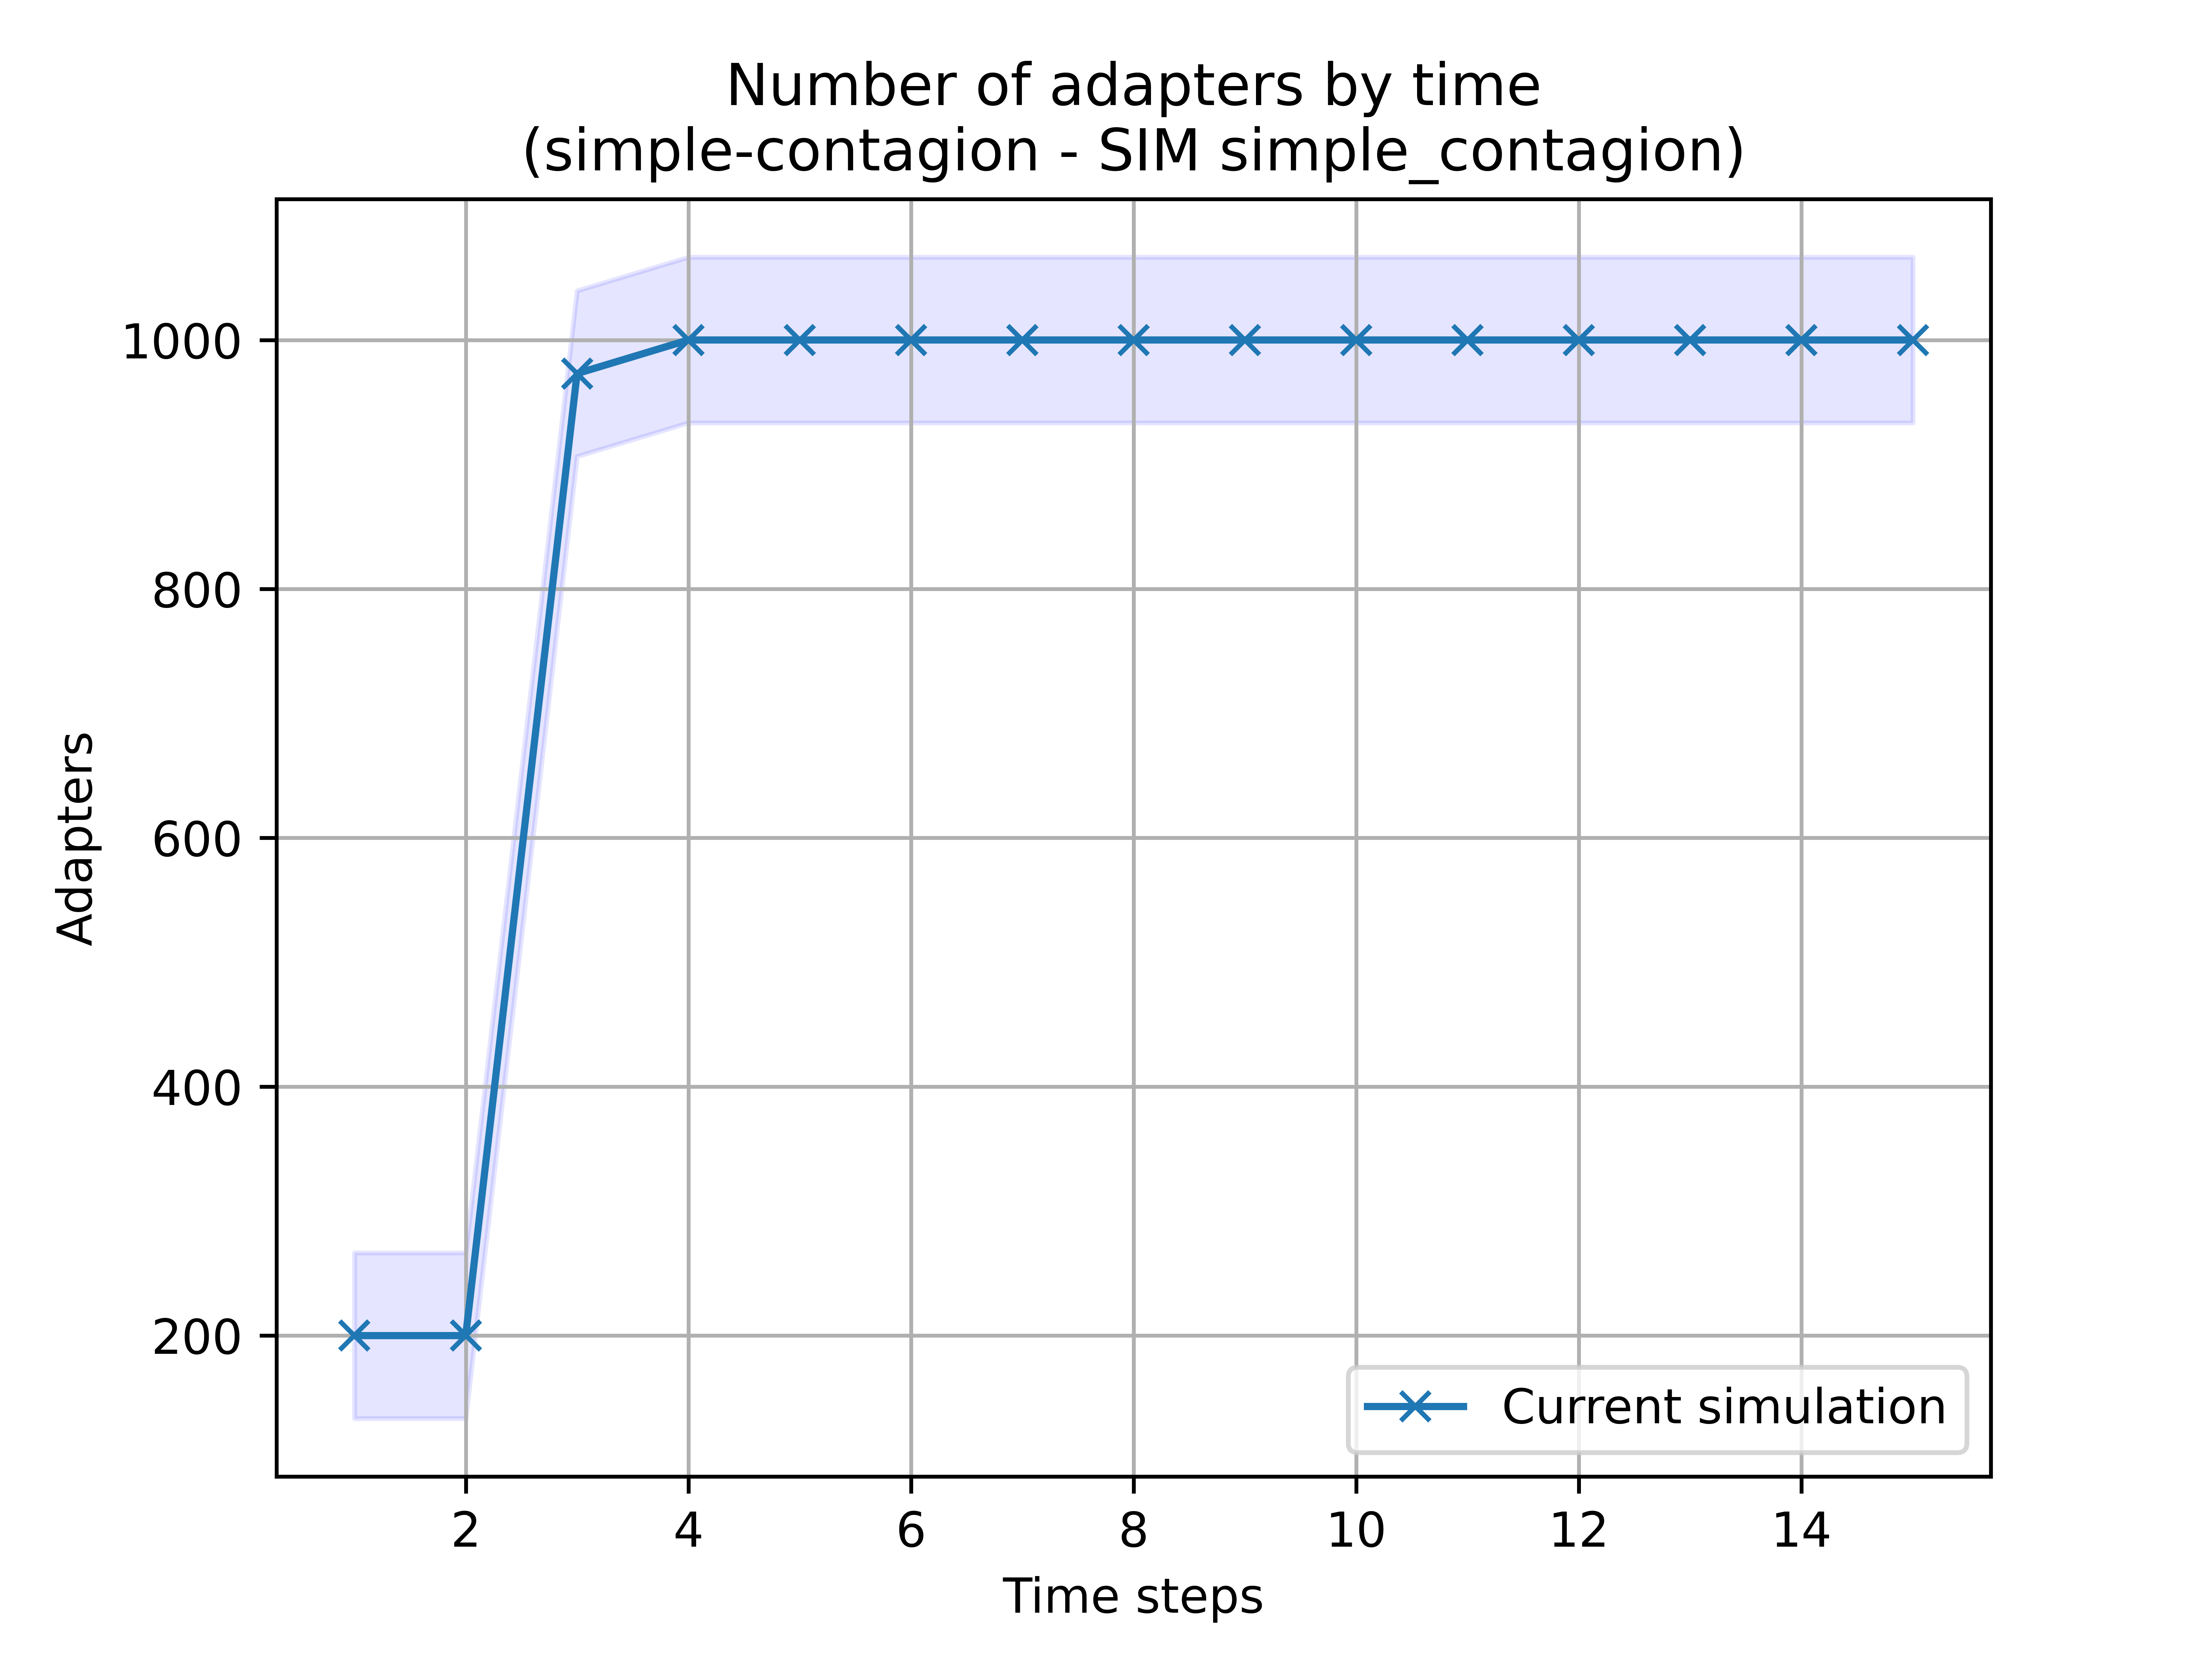 Number of adapters by time
(simple-contagion - SIM simple_contagion)
1000
800
600
400
200
Adapters
Current simulation
2 4 6 8 10 12 14
Time steps